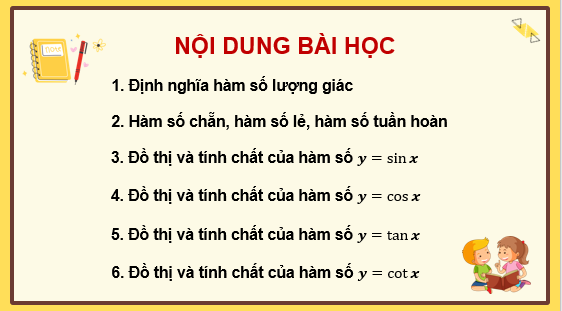 NỘI DUNG BÀI HỌC
1. Định nghĩa hàm số lượng giác
2. Hàm số chẵn, hàm số lẻ, hàm số tuần hoàn
3. Đồ thị và tính chất của hàm số y = sin x
4. Đồ thị và tính chất của hàm số y = cos x
5. Đồ thị và tính chất của hàm số y = tan x
6. Đồ thị và tính chất của hàm số y = cot x